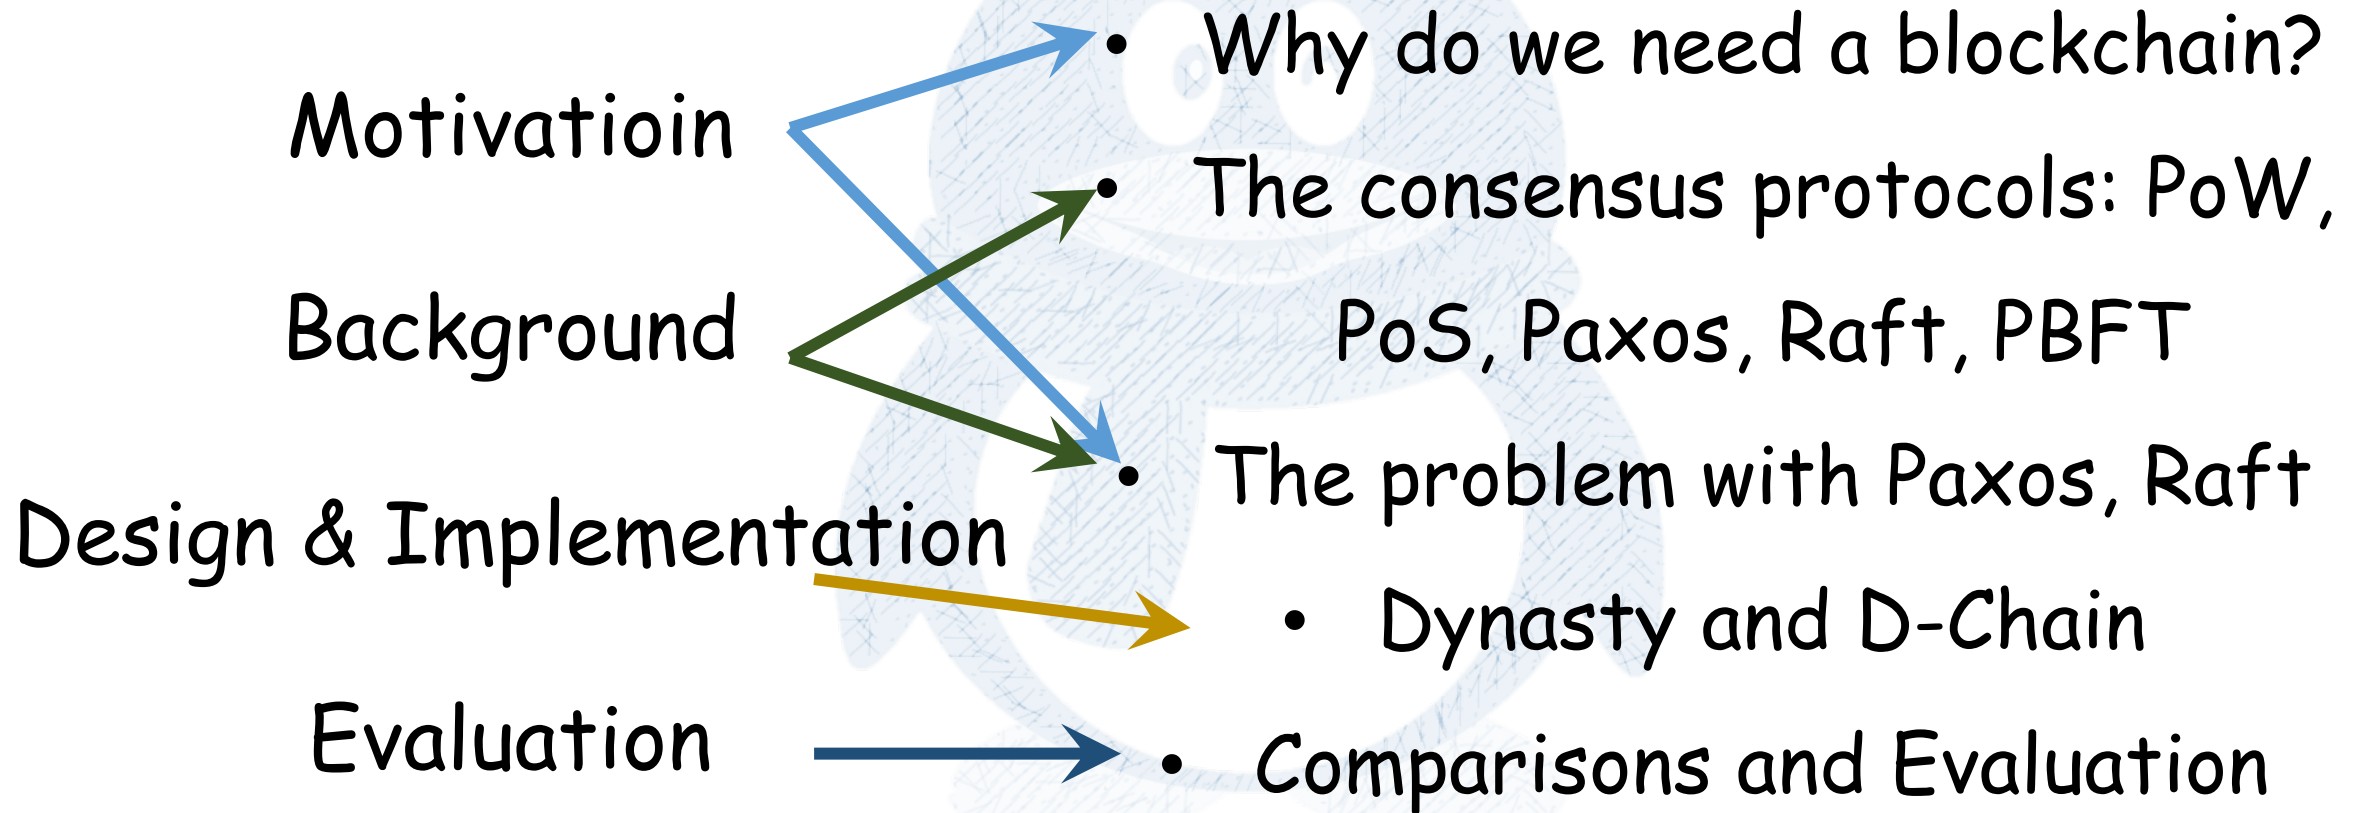 Motivatioin
Background
Design & Implementation
Evaluation
• Why do we need a blockchain?
• The consensus protocols: PoW,
PoS, Paxos, Raft, PBFT
• The problem with Paxos, Raft
• Dynasty and D-Chain
• Comparisons and Evaluation